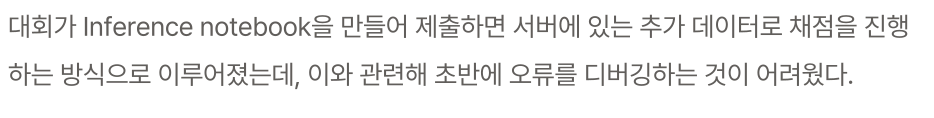 대회가 Inference notebook을 만들어 제출하면 서버에 있는 추가 데이터로 채점을 진행
하는 방식으로 이루어졌는데, 이와 관련해 초반에 오류를 디버깅하는 것이 어려웠다.